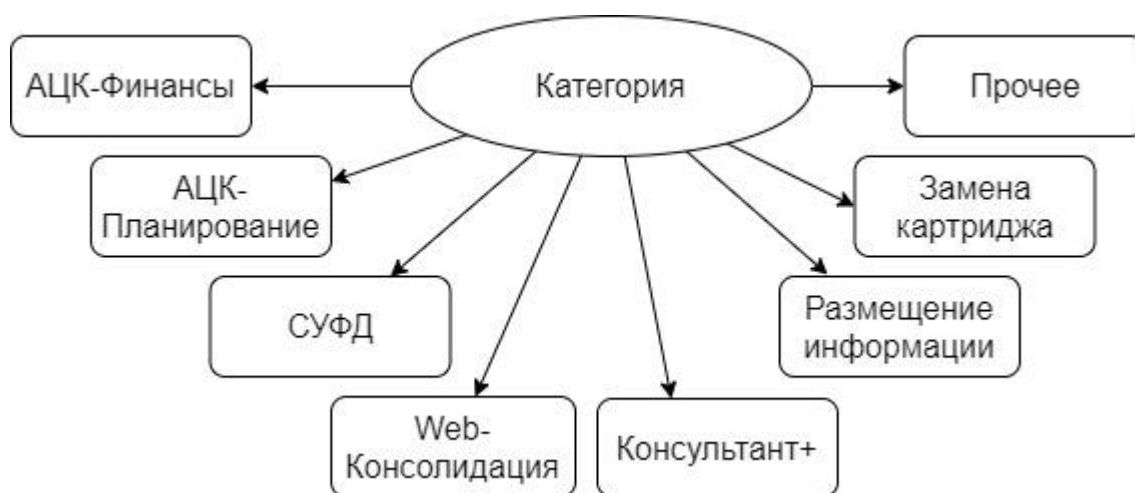 Категория
АЦК-Финансы
Прочее
АЦК-
Планирование
Замена
картриджа
СУФД
Размещение
информации
Web-
Консолидация
Консультант+